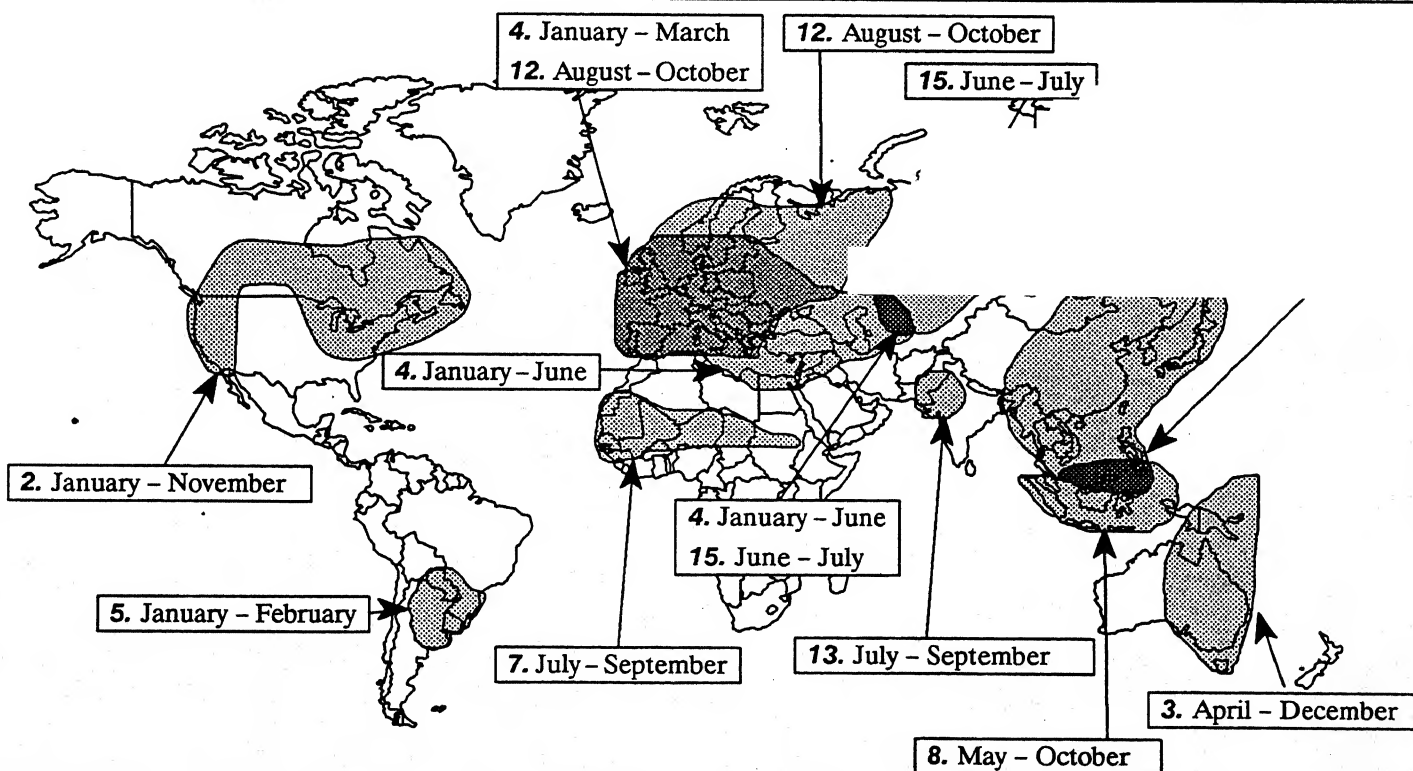 4. January – March
12. August – October
12. August – October
15. June – July
4. January – June
2. January – November
4. January – June
15. June – July
5. January – February
7. July – September
13. July – September
3. April – December
8. May – October